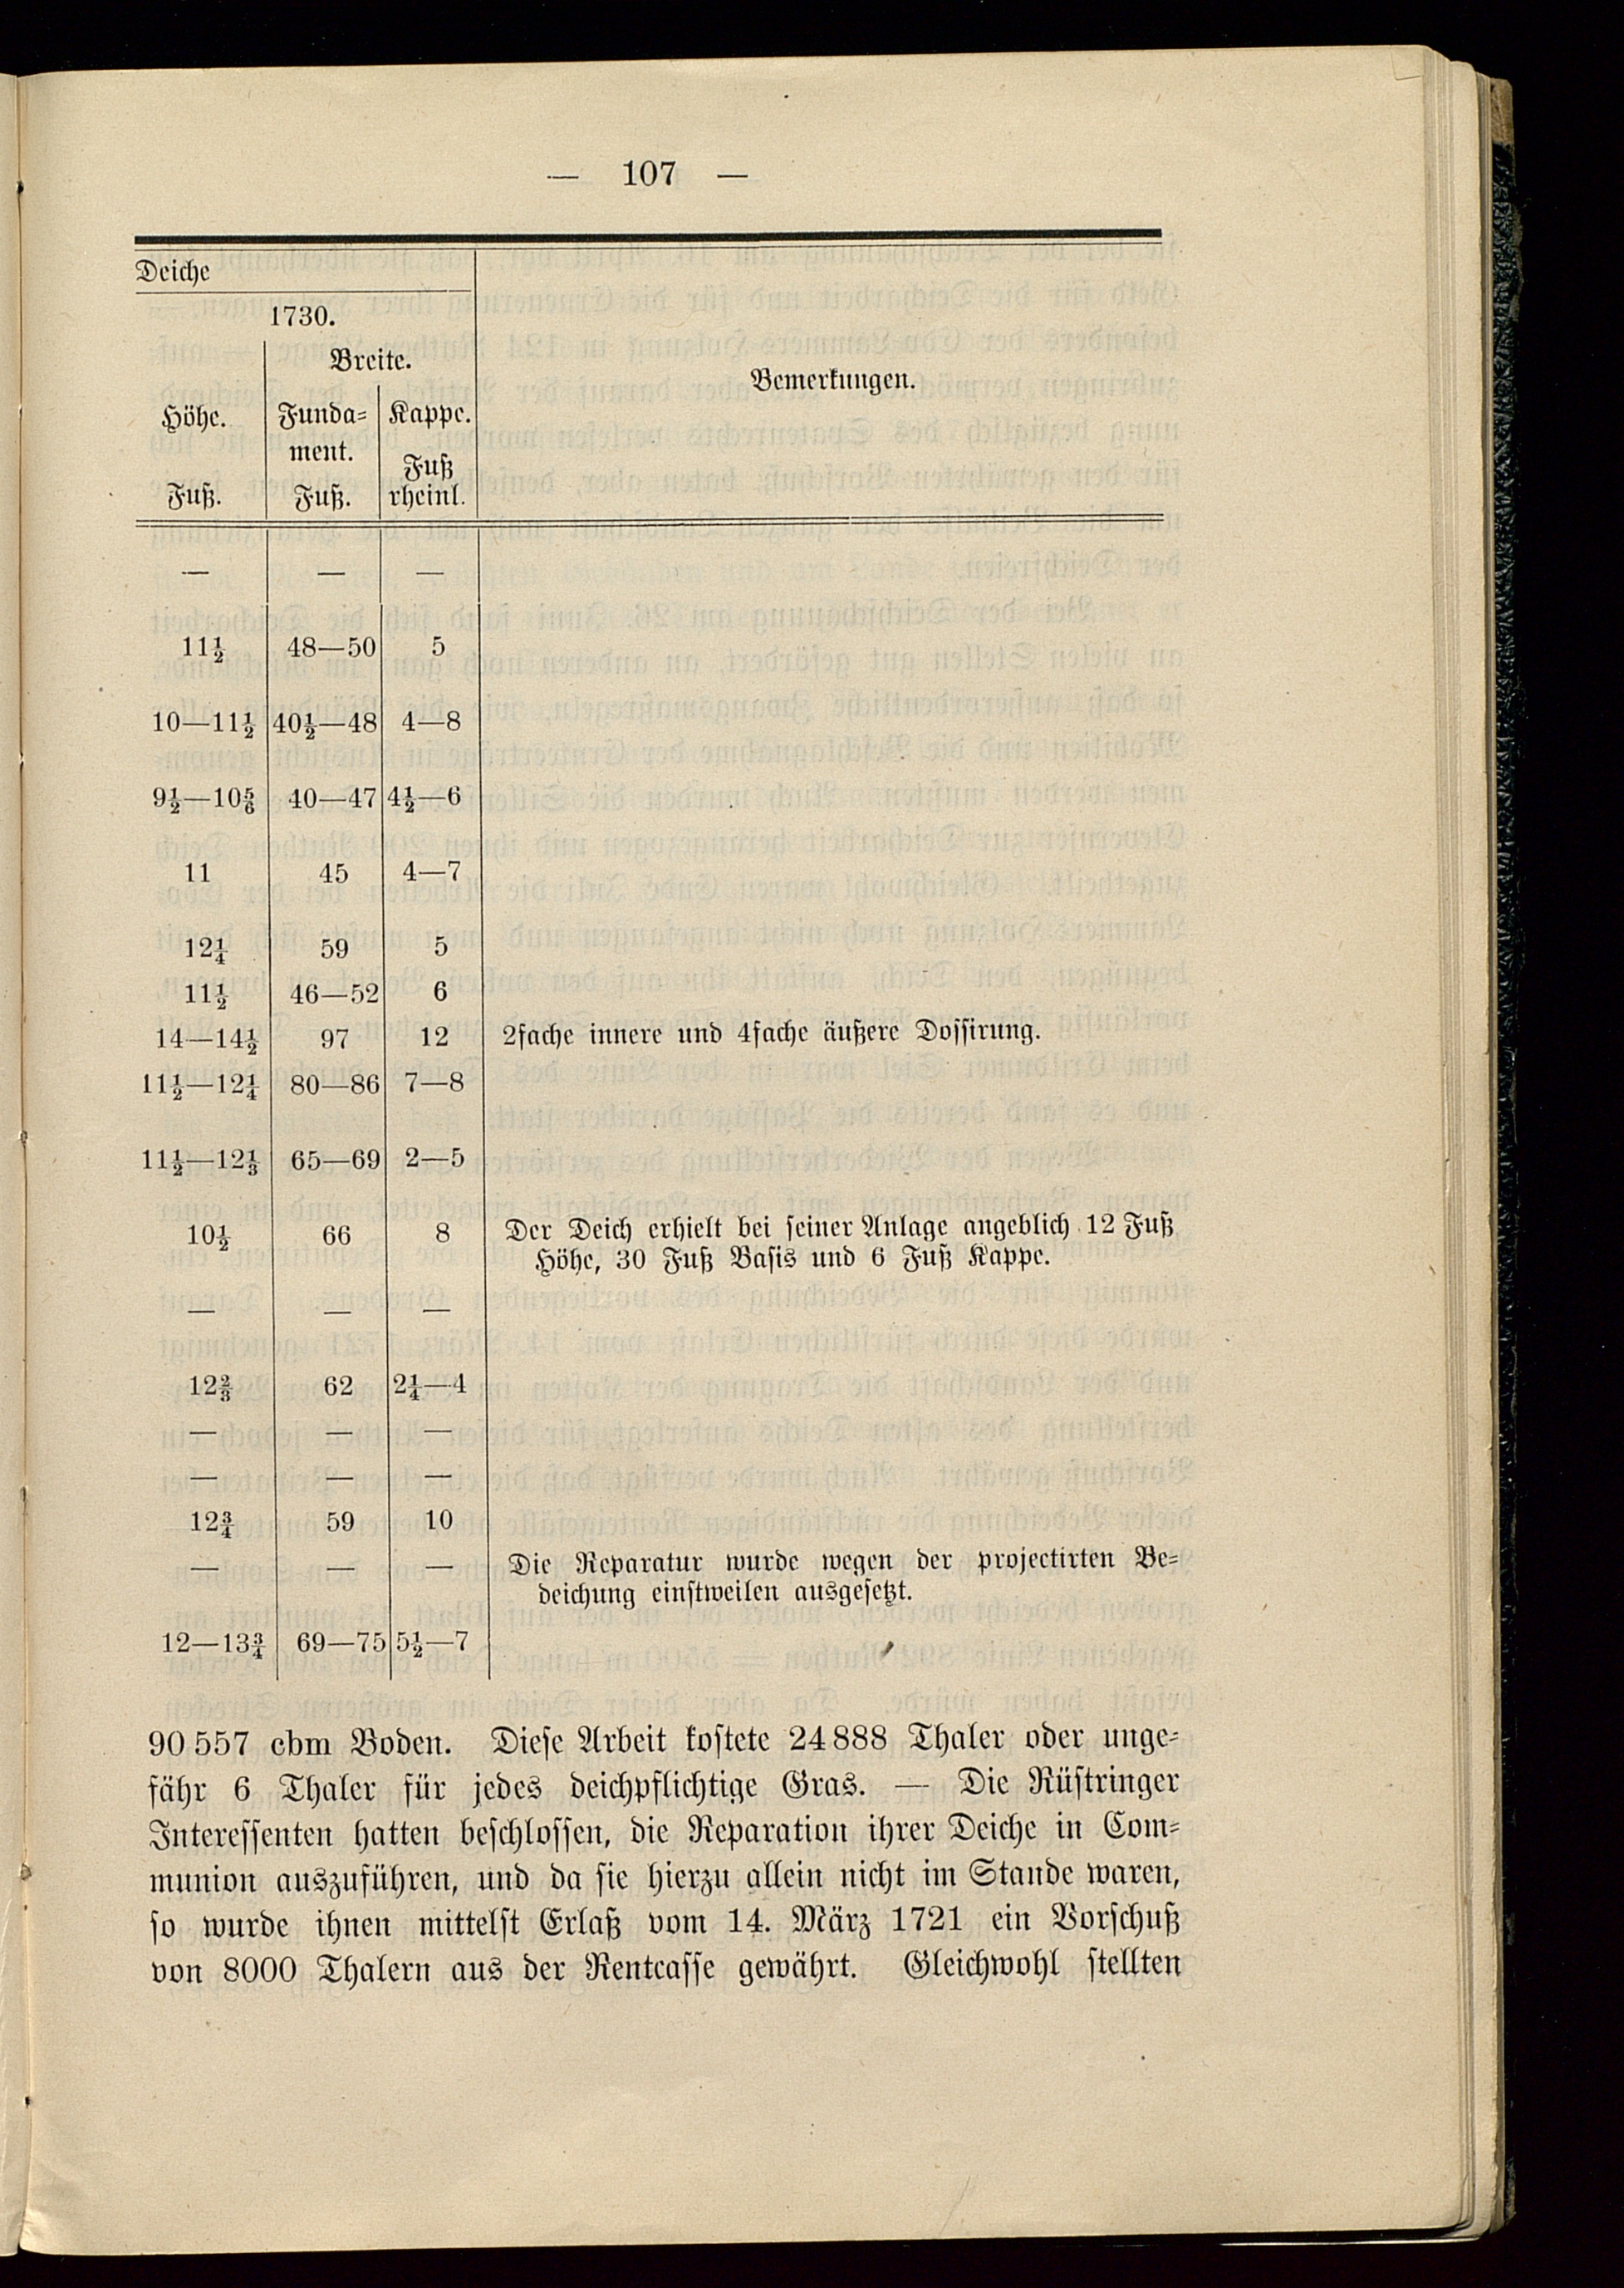 — 107 —
Deiche
1730.
Breite.
Bemerkungen.
Höhe. Funda= Kappe.
ment. Fuß
Fuß. Fuß. rheinl.
— — —
11½ 48—50 5
10—11½ 40½—48 4—8
9½—10⅚ 40—47 4½—6
11 45 4—7
12¼ 59 5
11½ 46—52 6
14—14½ 97 12 2fache innere und 4fache äußere Dossirung.
11½—12¼ 80—86 7—8
11½—12⅓ 65—69 2—5
10½ 66 8 Der Deich erhielt bei seiner Anlage angeblich 12 Fuß
Höhe, 30 Fuß Basis und 6 Fuß Kappe.
— — —
12⅔ 62 2¼—4
— — —
— — —
12¾ 59 10
— — — Die Reparatur wurde wegen der projectirten Be=
deichung einstweilen ausgesetzt.
12—13¾ 69—75 5½—7
90 557 cbm Boden. Diese Arbeit kostete 24 888 Thaler oder unge=
fähr 6 Thaler für jedes deichpflichtige Gras. — Die Rüstringer
Interessenten hatten beschlossen, die Reparation ihrer Deiche in Com=
munion auszuführen, und da sie hierzu allein nicht im Stande waren,
so wurde ihnen mittelst Erlaß vom 14. März 1721 ein Vorschuß
von 8000 Thalern aus der Rentcasse gewährt. Gleichwohl stellten